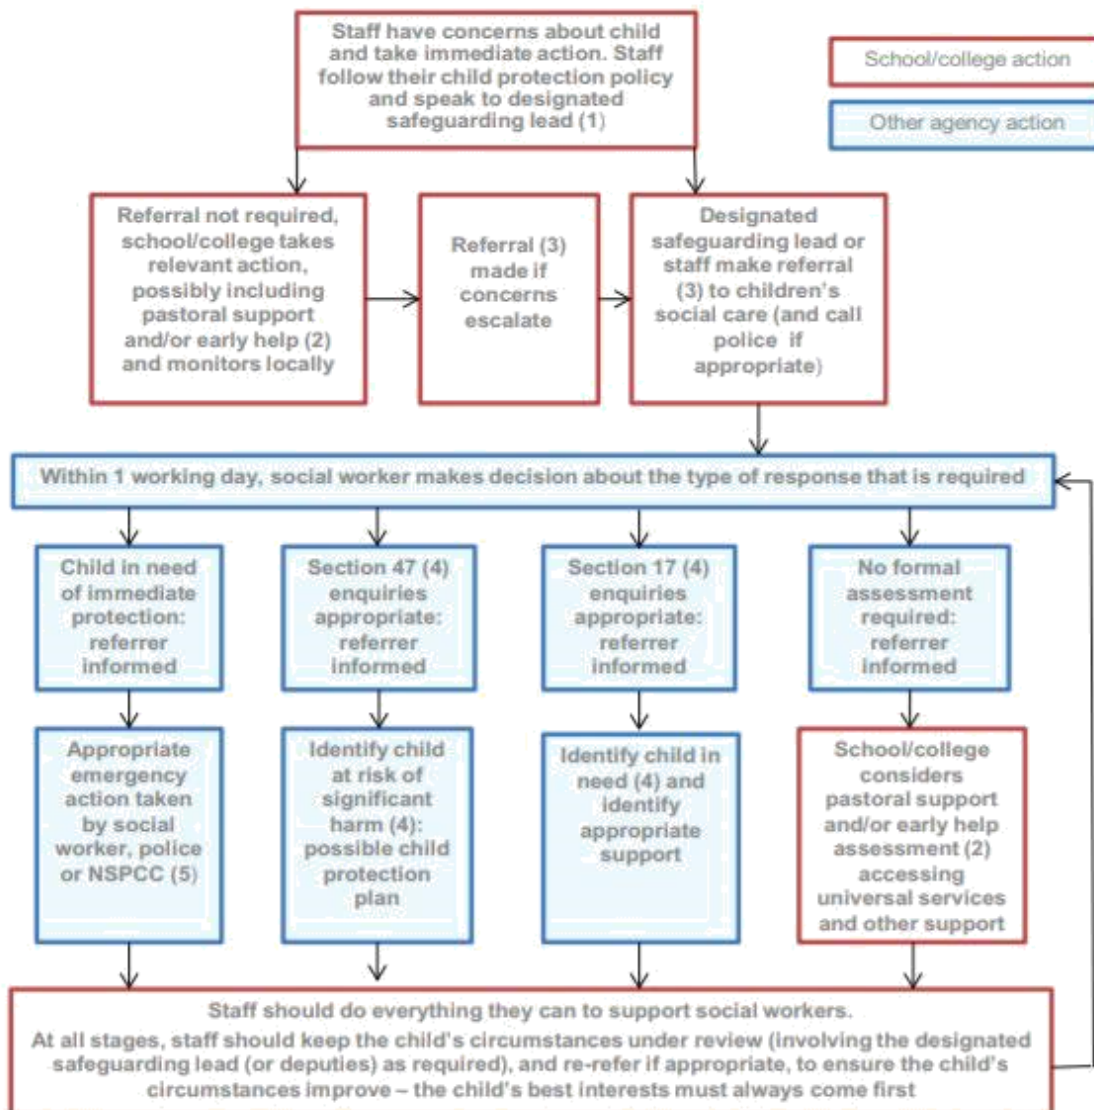 Staff have concerns about child
and take immediate action. Staff
follow their child protection policy
and speak to designated
safeguarding lead (1)
School/college action
Other agency action
Referral not required,
school/college takes
relevant action,
possibly including
pastoral support
and/or early help (2)
and monitors locally
Referral (3)
made if
concerns
escalate
Designated
safeguarding lead or
staff make referral
(3) to children's
social care (and call
police if
appropriate)
Within 1 working day, social worker makes decision about the type of response that is required
Child in need
of immediate
protection:
referrer
informed
Section 47 (4)
enquiries
appropriate:
referrer
informed
Section 17 (4)
enquiries
appropriate:
referrer
informed
No formal
assessment
required:
referrer
informed
Appropriate
emergency
action taken
by social
worker, police
or NSPCC (5)
Identify child
at risk of
significant
harm (4):
possible child
protection
plan
Identify child in
need (4) and
identify
appropriate
support
School/college
considers
pastoral support
and/or early help
assessment (2)
accessing
universal services
and other support
Staff should do everything they can to support social workers.
At all stages, staff should keep the child's circumstances under review (involving the designated
safeguarding lead (or deputies) as required), and re-refer if appropriate, to ensure the child's
circumstances improve – the child's best interests must always come first